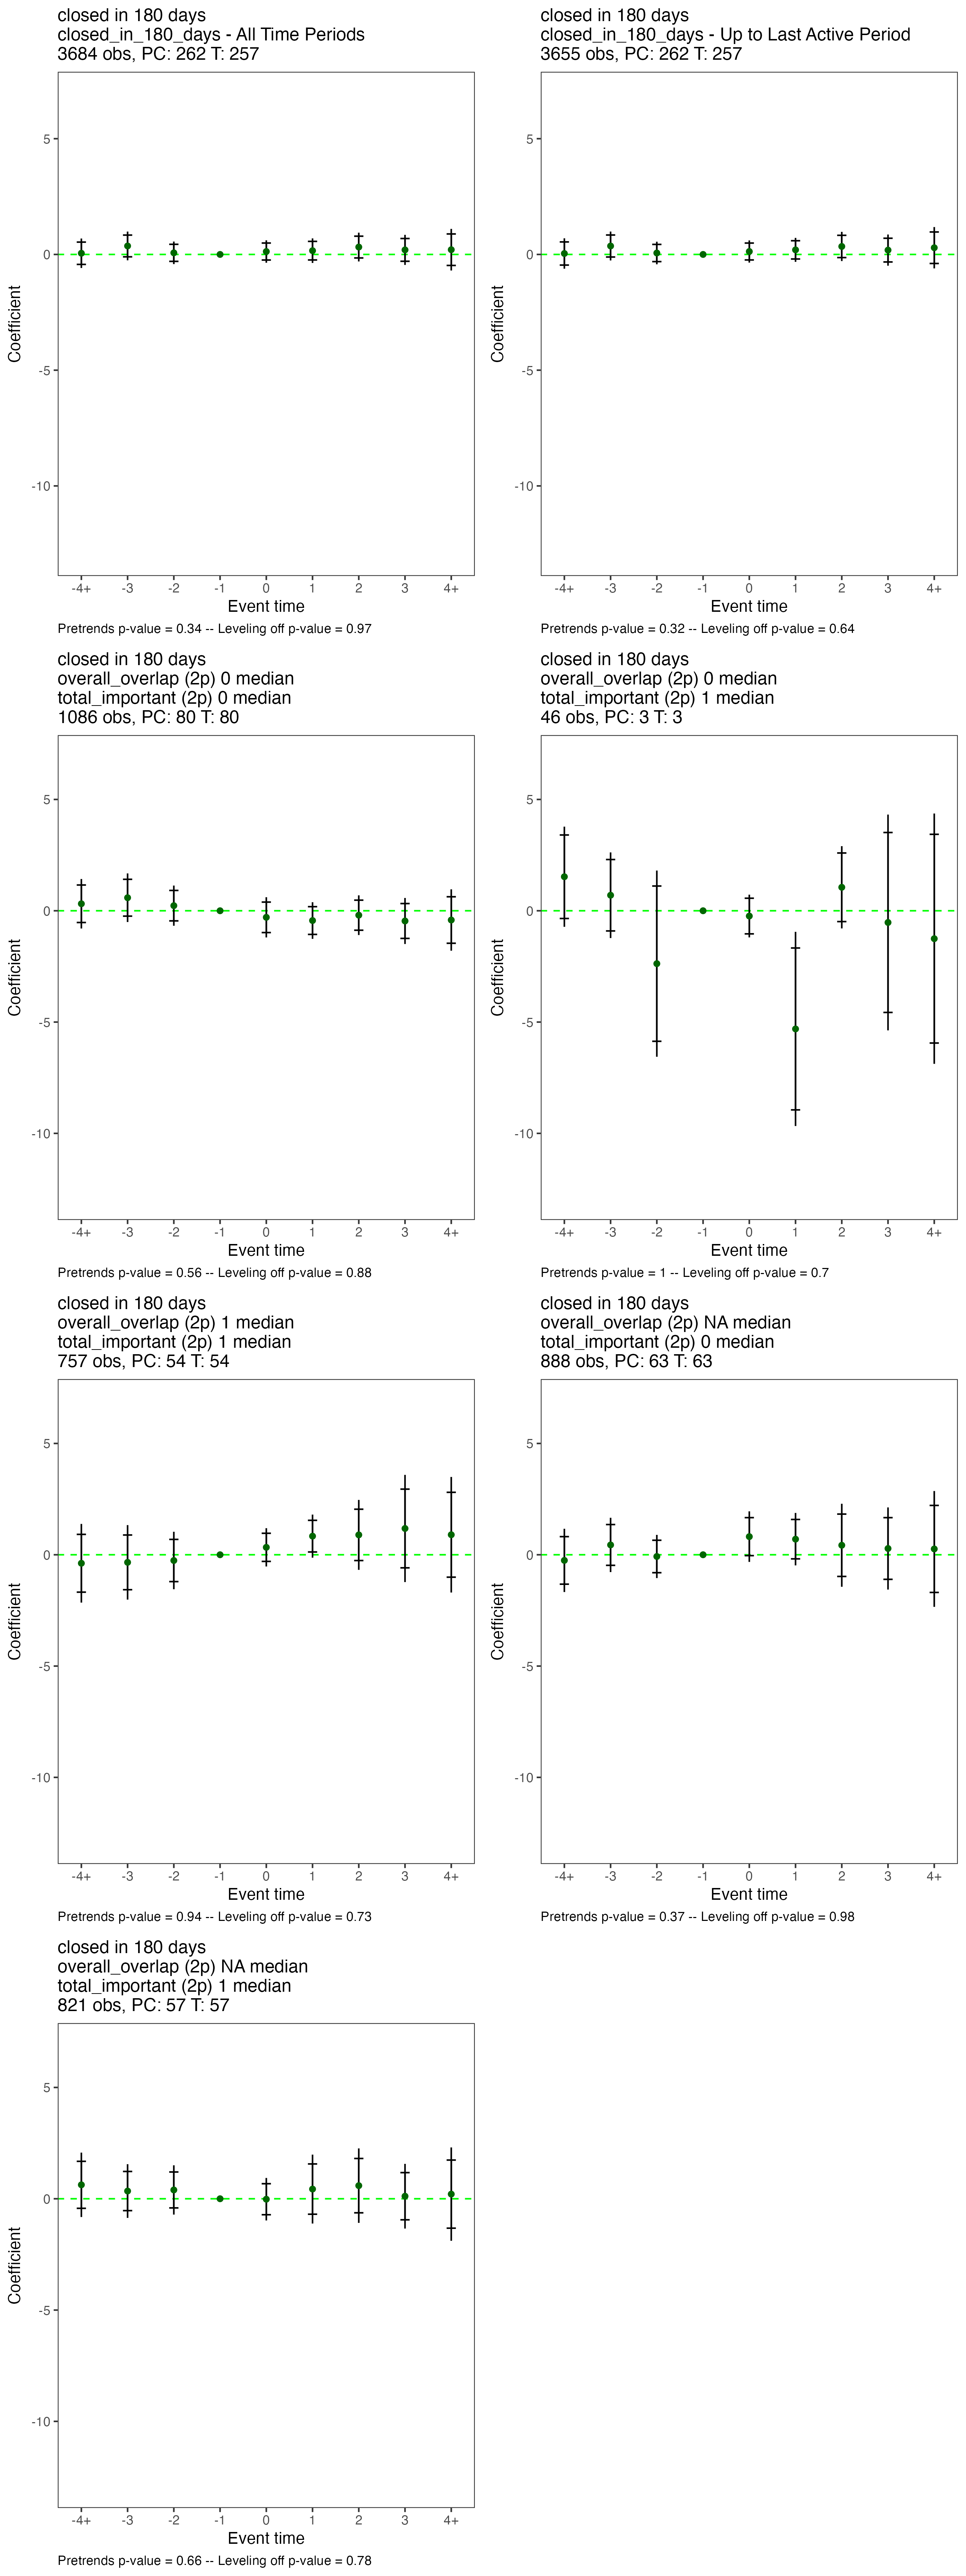 closed in 180 days
closed_in_180_days - All Time Periods
3684 obs, PC: 262 T: 257
5
0
-5
-10
Coefficient
-4+ -3 -2 -1 0 1 2 3 4+
Event time
Pretrends p-value = 0.34 -- Leveling off p-value = 0.97
closed in 180 days
closed_in_180_days - Up to Last Active Period
3655 obs, PC: 262 T: 257
5
0
-5
-10
Coefficient
-4+ -3 -2 -1 0 1 2 3 4+
Event time
Pretrends p-value = 0.32 -- Leveling off p-value = 0.64
closed in 180 days
overall_overlap (2p) 0 median
total_important (2p) 0 median
1086 obs, PC: 80 T: 80
5
0
-5
-10
Coefficient
-4+ -3 -2 -1 0 1 2 3 4+
Event time
Pretrends p-value = 0.56 -- Leveling off p-value = 0.88
closed in 180 days
overall_overlap (2p) 0 median
total_important (2p) 1 median
46 obs, PC: 3 T: 3
5
0
-5
-10
Coefficient
-4+ -3 -2 -1 0 1 2 3 4+
Event time
Pretrends p-value = 1 -- Leveling off p-value = 0.7
closed in 180 days
overall_overlap (2p) 1 median
total_important (2p) 1 median
757 obs, PC: 54 T: 54
5
0
-5
-10
Coefficient
-4+ -3 -2 -1 0 1 2 3 4+
Event time
Pretrends p-value = 0.94 -- Leveling off p-value = 0.73
closed in 180 days
overall_overlap (2p) NA median
total_important (2p) 0 median
888 obs, PC: 63 T: 63
5
0
-5
-10
Coefficient
-4+ -3 -2 -1 0 1 2 3 4+
Event time
Pretrends p-value = 0.37 -- Leveling off p-value = 0.98
closed in 180 days
overall_overlap (2p) NA median
total_important (2p) 1 median
821 obs, PC: 57 T: 57
5
0
-5
-10
Coefficient
-4+ -3 -2 -1 0 1 2 3 4+
Event time
Pretrends p-value = 0.66 -- Leveling off p-value = 0.78